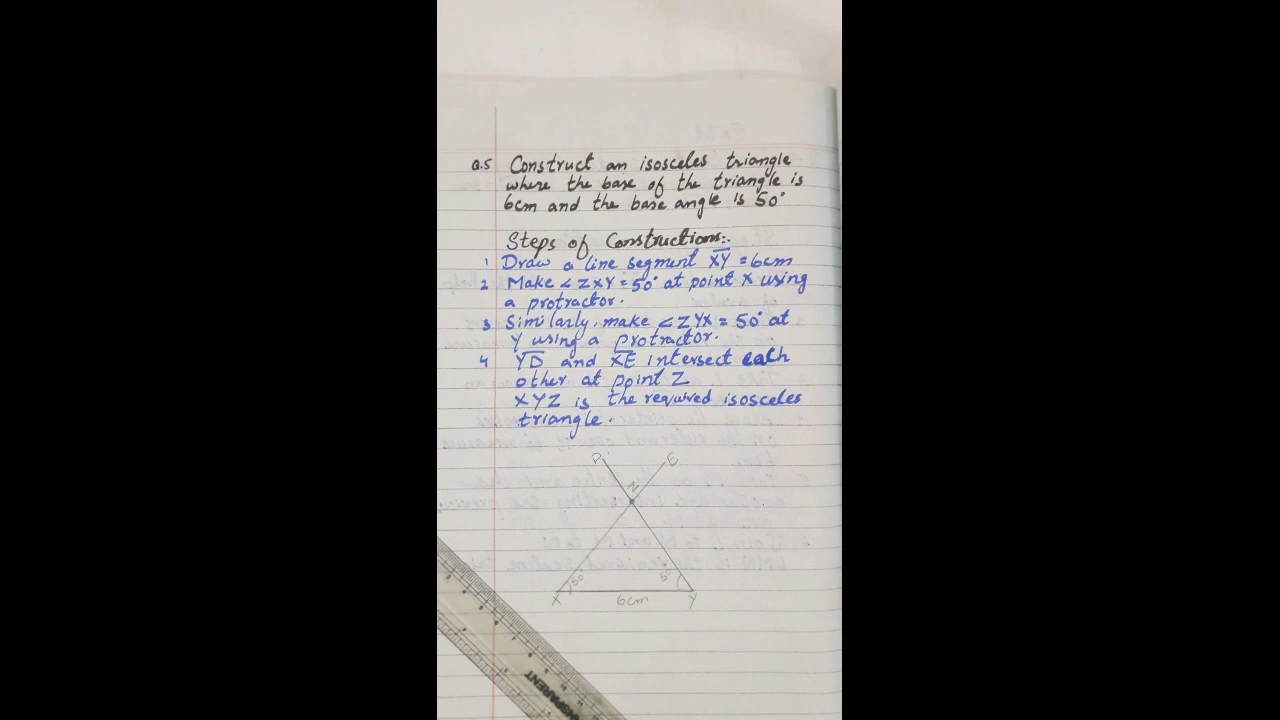 Q.5 Construct an isosceles triangle
where the base of the triangle is
6cm and the base angle is 50°
Steps of Constructions:.
1 Draw a line segment XY = 6cm
2 Make ∠ZXY = 50° at point X using
a protractor.
3 Similarly, make ∠ZYX = 50° at
Y using a protractor.
4 YD and XE intersect each
other at point Z
XYZ is the required isosceles
triangle.
D E
Z
50° 50
X 6cm Y